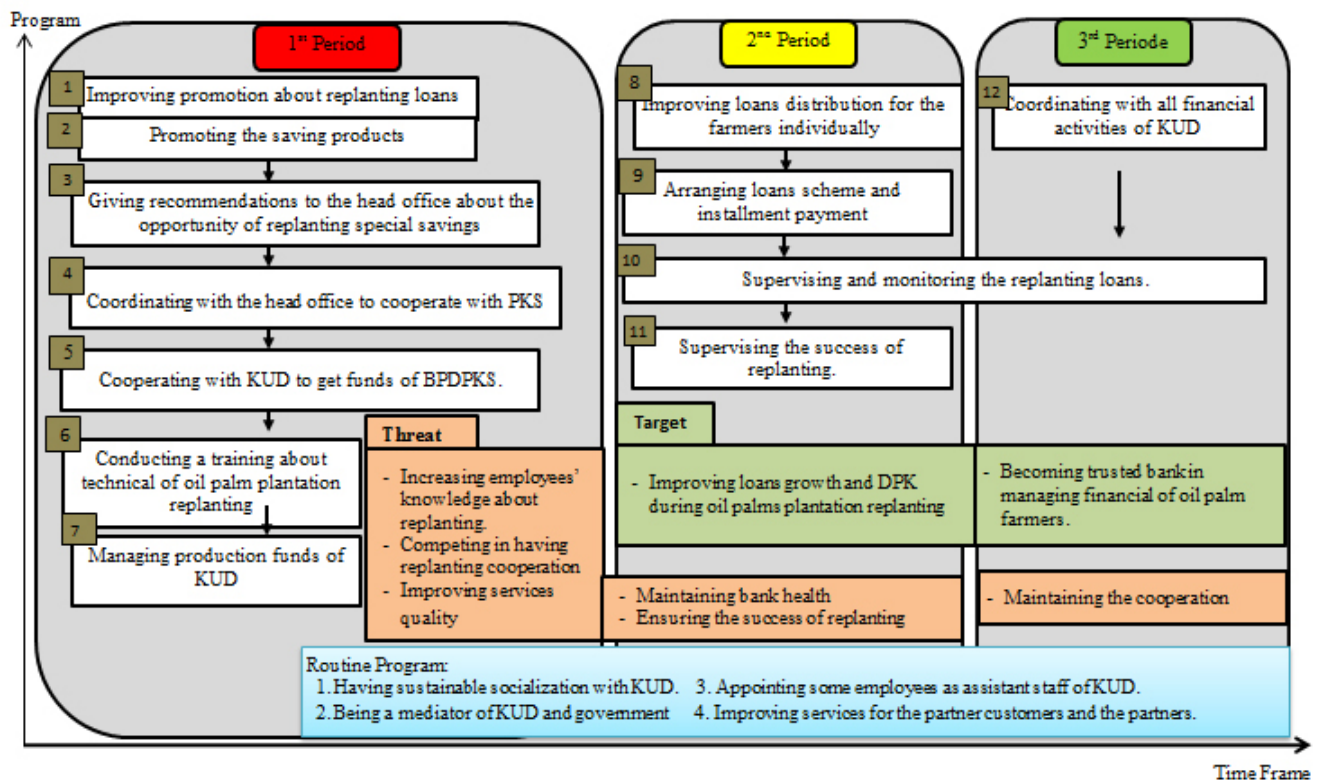 Program
1st Period
1
Improving promotion about replanting loans
2
Promoting the saving products
3
Giving recommendations to the head office about the
opportunity of replanting special savings
4
Coordinating with the head office to cooperate with PKS
5
Cooperating with KUD to get funds of BPDPKS.
6
Conducting a training about
technical of oil palm plantation
replanting
7
Managing production funds of
KUD
Threat
- Increasing employees'
knowledge about
replanting.
- Competing in having
replanting cooperation
- Improving services
quality
2nd Period
8
Improving loans distribution for the
farmers individually
9
Arranging loans scheme and
installment payment
10
Supervising and monitoring the replanting loans.
11
Supervising the success of
replanting.
Target
- Improving loans growth and DPK
during oil palms plantation replanting
- Maintaining bank health
- Ensuring the success of replanting
3rd Periode
12
Coordinating with all financial
activities of KUD
- Becoming trusted bank in
managing financial of oil palm
farmers.
- Maintaining the cooperation
Routine Program:
1. Having sustainable socialization with KUD. 3. Appointing some employees as assistant staff of KUD.
2. Being a mediator of KUD and government 4. Improving services for the partner customers and the partners.
Time Frame